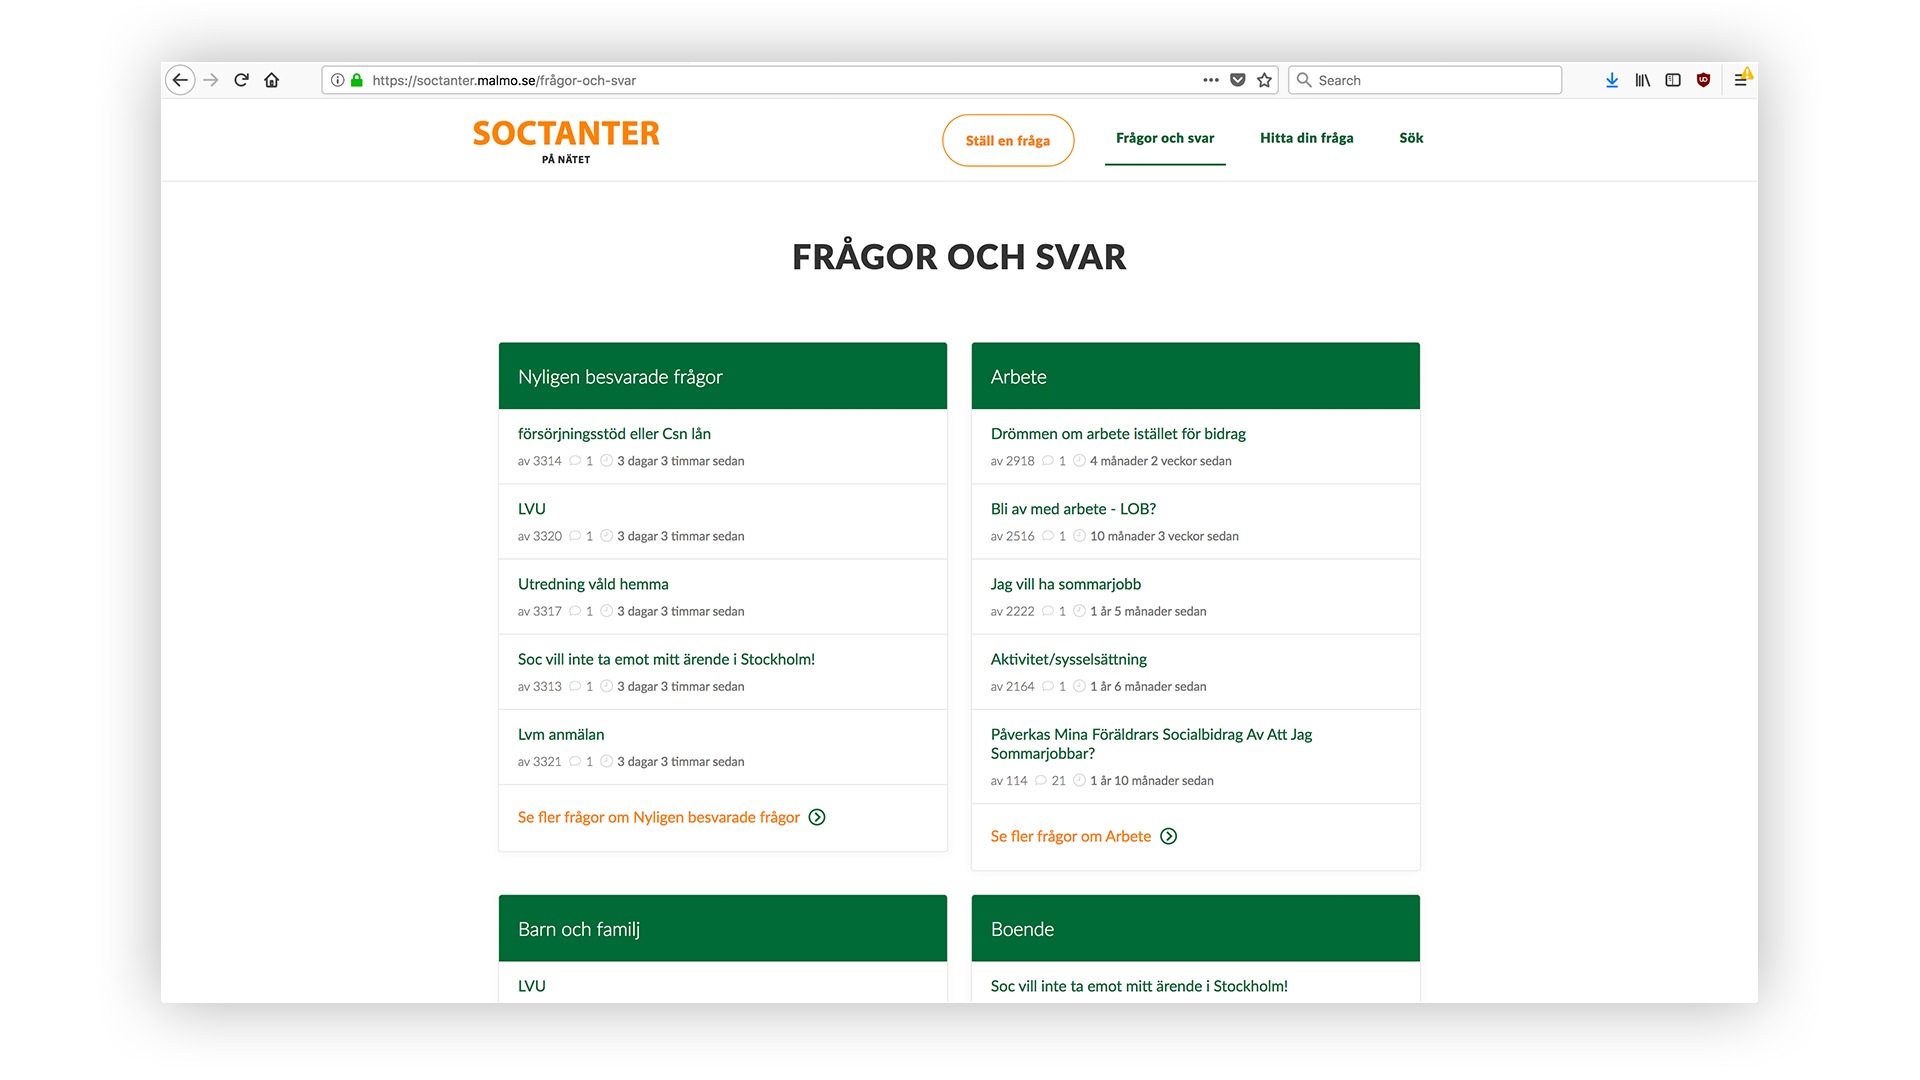 https://soctanter.malmo.se/frågor-och-svar
Search
SOCTANTER
PÅ NÄTET
Ställ en fråga
Frågor och svar
Hitta din fråga
Sök
FRÅGOR OCH SVAR
Nyligen besvarade frågor
försörjningsstöd eller Csn lån
av 3314 1 3 dagar 3 timmar sedan
LVU
av 3320 1 3 dagar 3 timmar sedan
Utredning våld hemma
av 3317 1 3 dagar 3 timmar sedan
Soc vill inte ta emot mitt ärende i Stockholm!
av 3313 1 3 dagar 3 timmar sedan
Lvm anmälan
av 3321 1 3 dagar 3 timmar sedan
Se fler frågor om Nyligen besvarade frågor
Arbete
Drömmen om arbete istället för bidrag
av 2918 1 4 månader 2 veckor sedan
Bli av med arbete - LOB?
av 2516 1 10 månader 3 veckor sedan
Jag vill ha sommarjobb
av 2222 1 1 år 5 månader sedan
Aktivitet/sysselsättning
av 2164 1 1 år 6 månader sedan
Påverkas Mina Föräldrars Socialbidrag Av Att Jag
Sommarjobbar?
av 114 21 1 år 10 månader sedan
Se fler frågor om Arbete
Barn och familj
LVU
Boende
Soc vill inte ta emot mitt ärende i Stockholm!